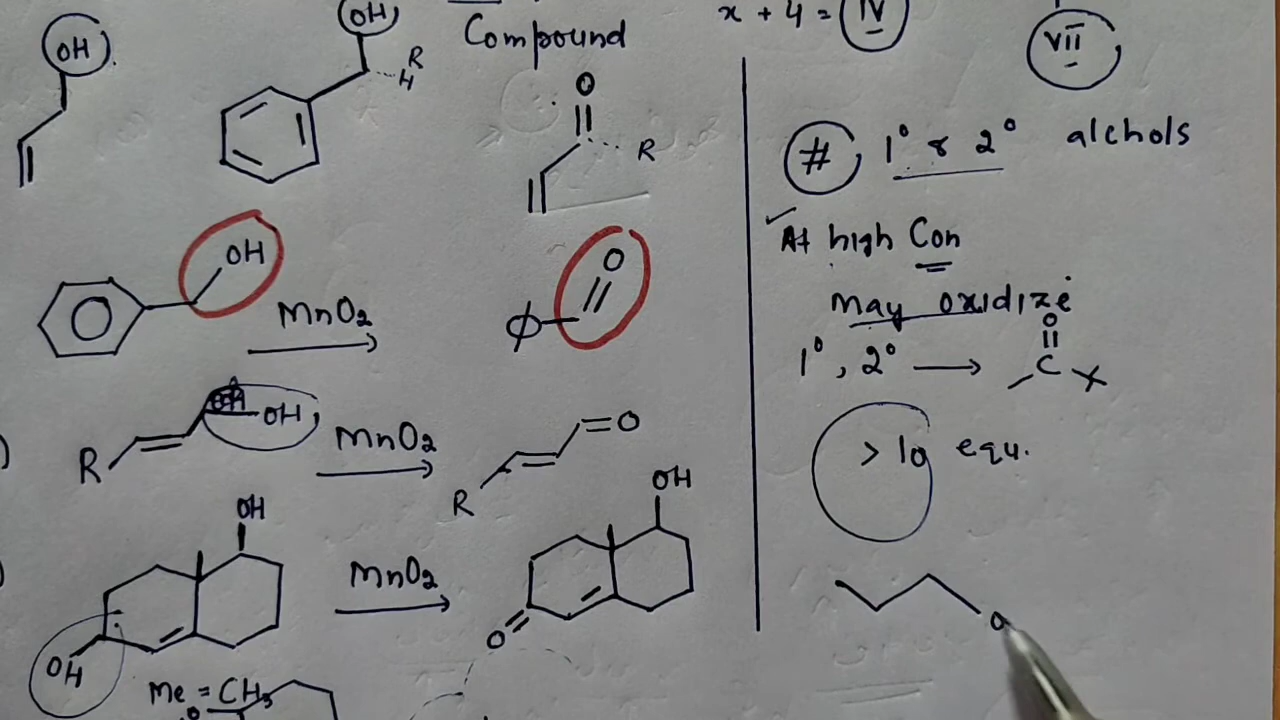 OH
OH
Compound
R
H
O
R
OH
MnO2
O
ϕ
R
OH
MnO2
O
R
OH
OH
MnO2
OH
O
Me = CH3
x + 4 = IV
VII
# 1° & 2° alchols
✓ At high Con
may oxidize
1°, 2° → C
O
> 10 equ.